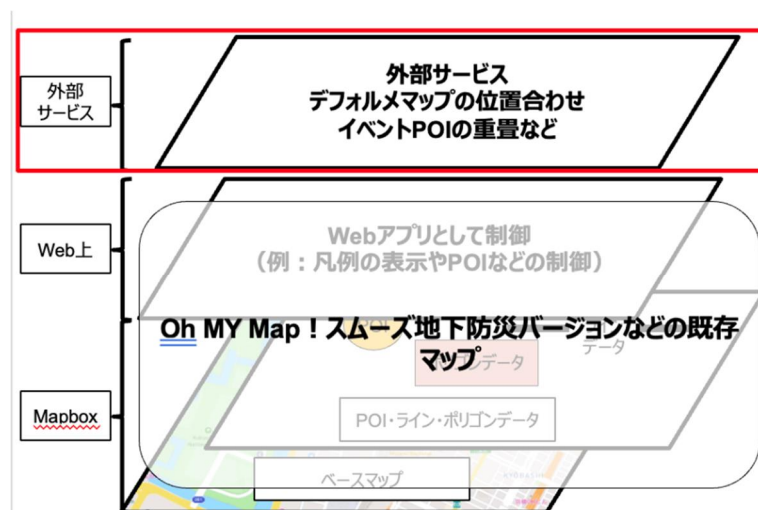 外部サービス
デフォルメマップの位置合わせ
イベントPOIの重畳など
外部
サービス
Webアプリとして制御
（例：凡例の表示やPOIなどの制御）
Web上
Oh MY Map！スムーズ地下防災バージョンなどの既存
マップ
POI
データ
Mapbox
POI・ライン・ポリゴンデータ
ベースマップ